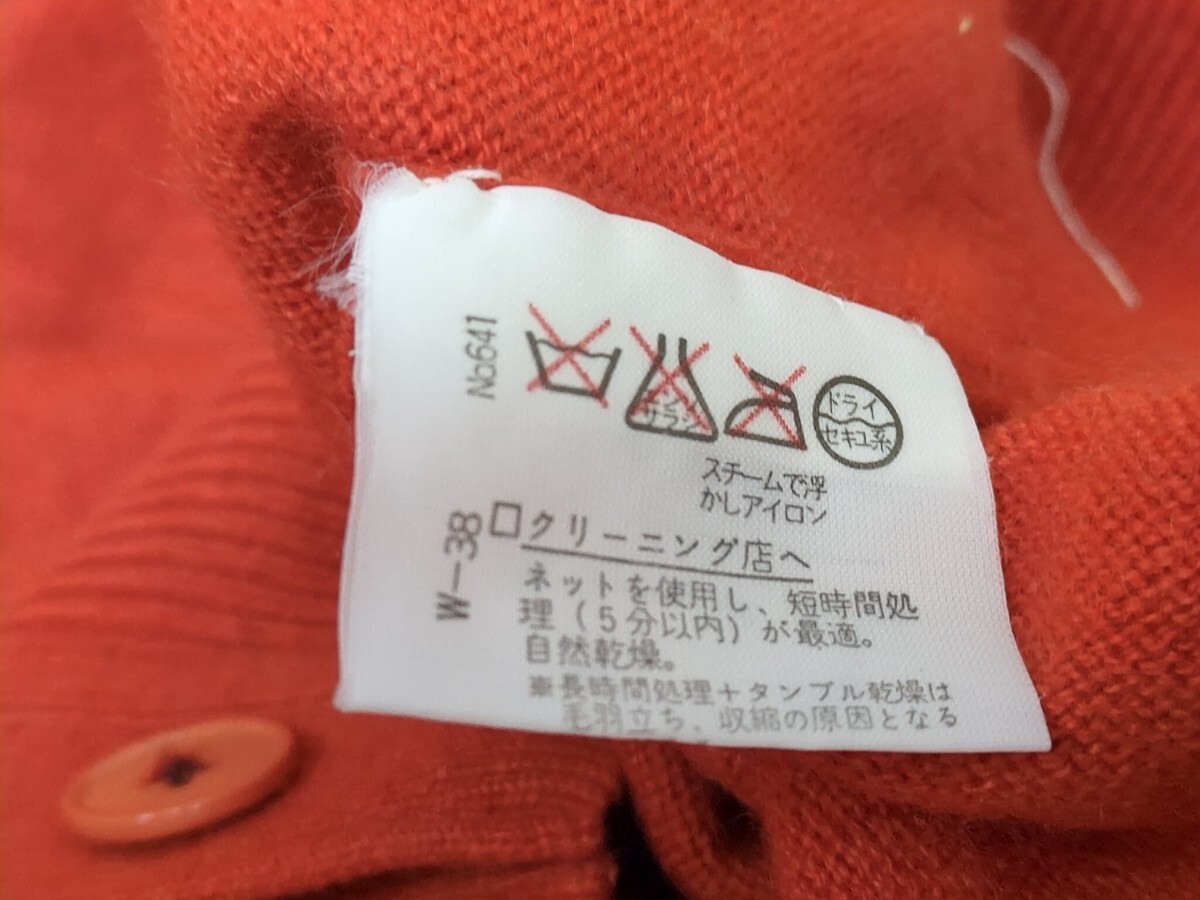 No641
エンソ
サラシ
ドライ
セキユ系
スチームで浮
かしアイロン
W-38
□クリーニング店へ
ネットを使用し、短時間処
理(5分以内)が最適。
自然乾燥。
※長時間処理+タンブル乾燥は
毛羽立ち、収縮の原因となる